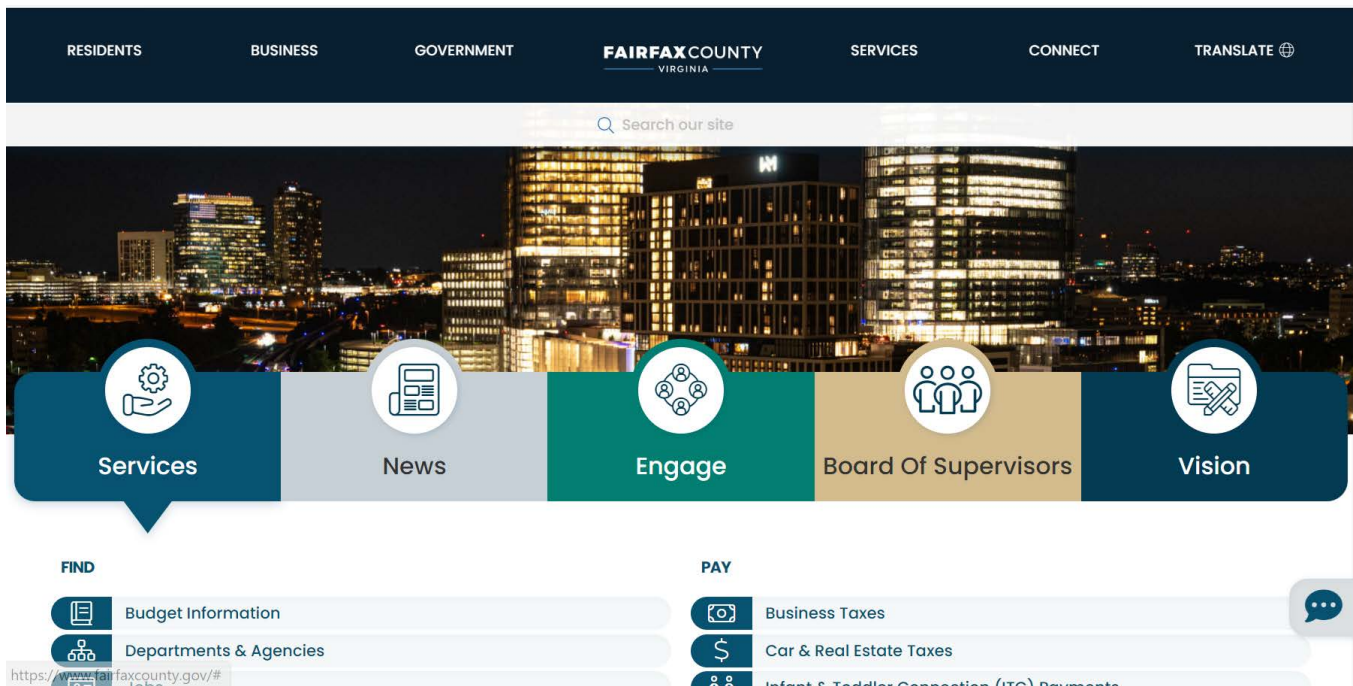 RESIDENTS BUSINESS GOVERNMENT FAIRFAXCOUNTY SERVICES CONNECT TRANSLATE
VIRGINIA
Search our site
Services News Engage Board Of Supervisors Vision
FIND PAY
Budget Information Business Taxes
Departments & Agencies Car & Real Estate Taxes
https://www.fairfaxcounty.gov/#
Jobs Infant & Toddler Connection (ITC) Payments